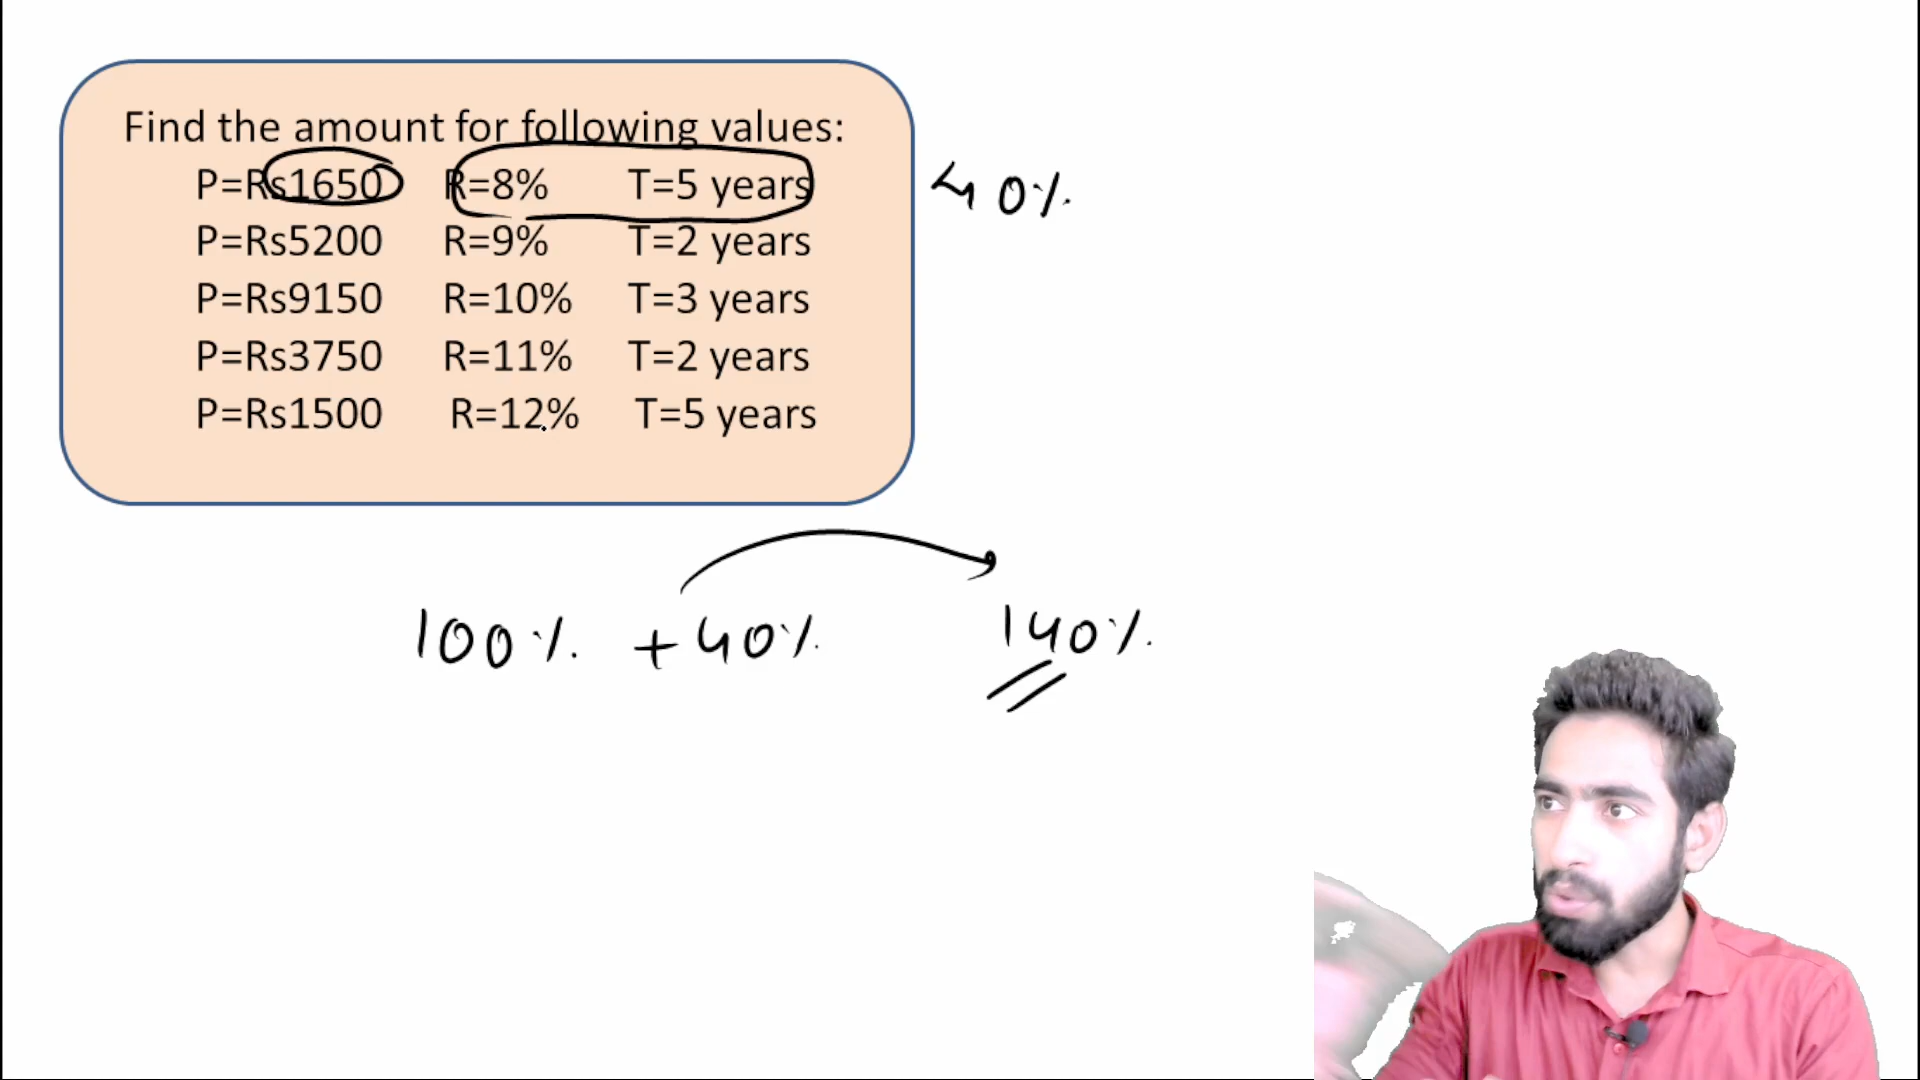 Find the amount for following values:
P=Rs1650 R=8% T=5 years 40%
P=Rs5200 R=9% T=2 years
P=Rs9150 R=10% T=3 years
P=Rs3750 R=11% T=2 years
P=Rs1500 R=12% T=5 years
100% +40% 140%